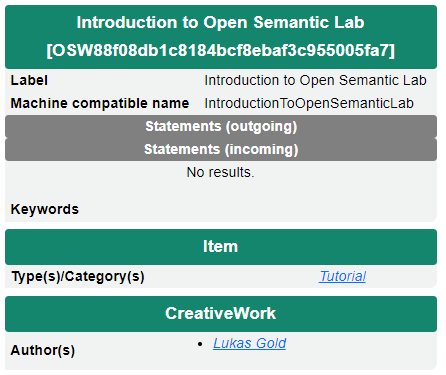 Introduction to Open Semantic Lab
[OSW88f08db1c8184bcf8ebaf3c955005fa7]
Label Introduction to Open Semantic Lab
Machine compatible name IntroductionToOpenSemanticLab
Statements (outgoing)
Statements (incoming)
No results.
Keywords
Item
Type(s)/Category(s) Tutorial
CreativeWork
Author(s) • Lukas Gold